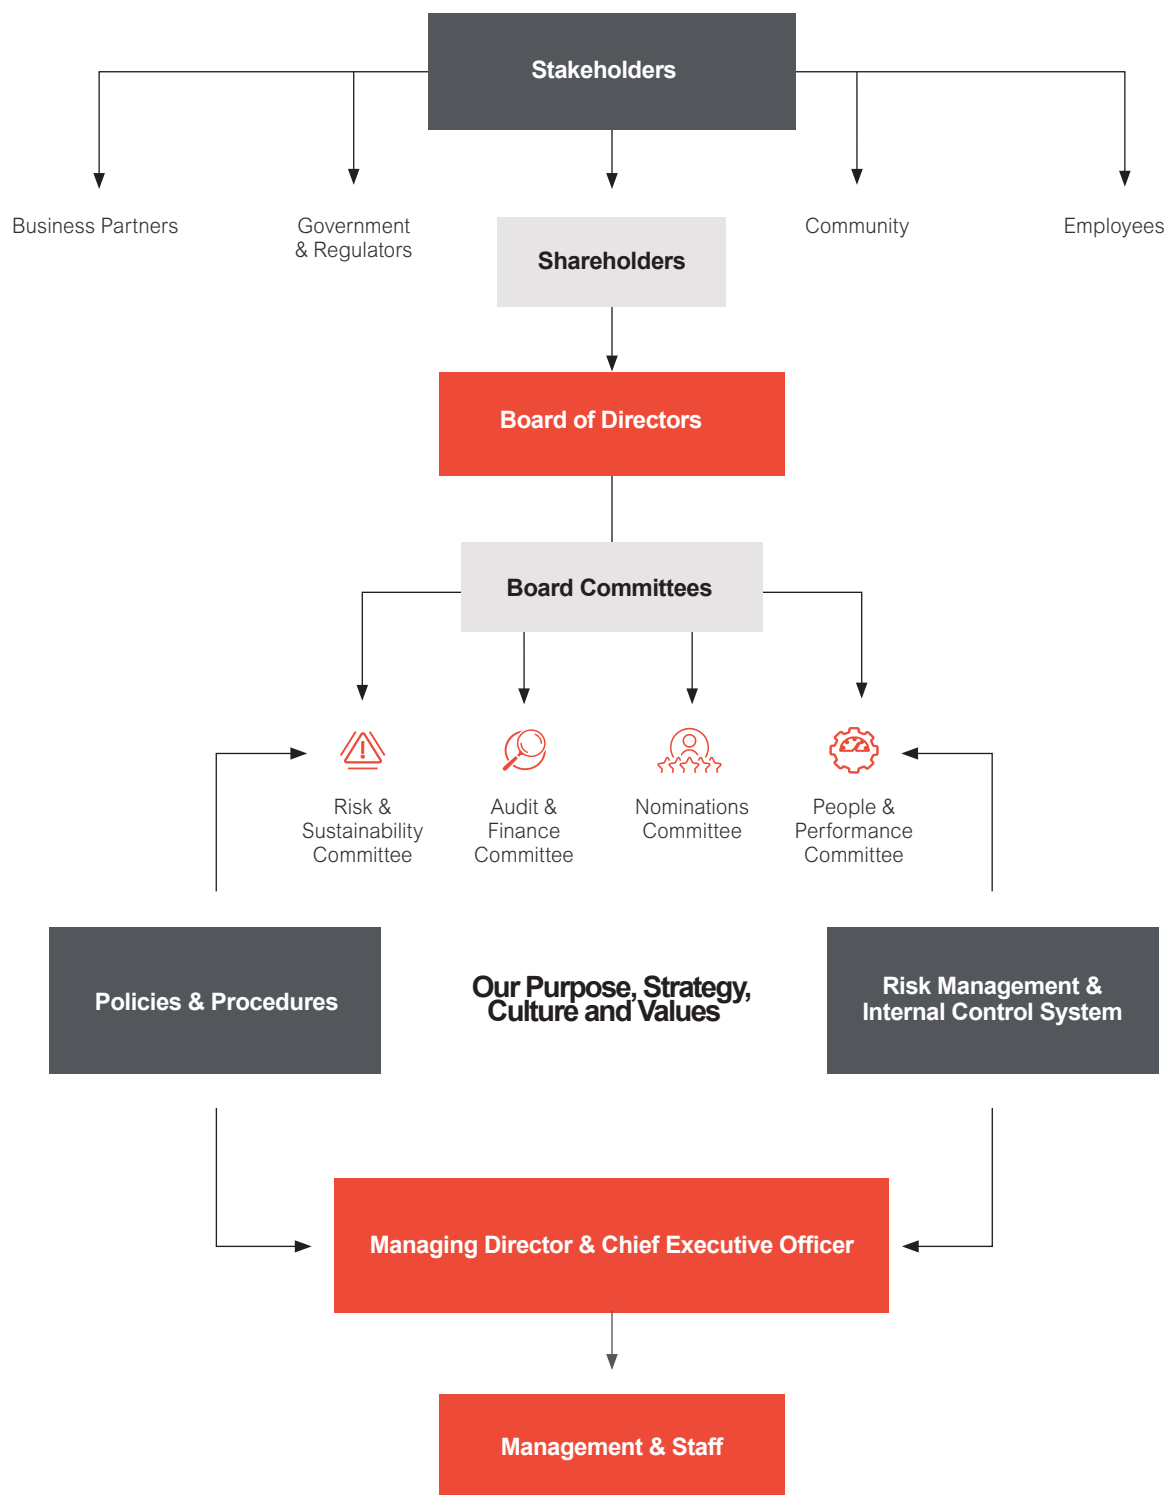 Stakeholders
Business Partners
Government
& Regulators
Shareholders
Community
Employees
Board of Directors
Board Committees
Risk &
Sustainability
Committee
Audit &
Finance
Committee
Nominations
Committee
People &
Performance
Committee
Policies & Procedures
Our Purpose, Strategy,
Culture and Values
Risk Management &
Internal Control System
Managing Director & Chief Executive Officer
Management & Staff